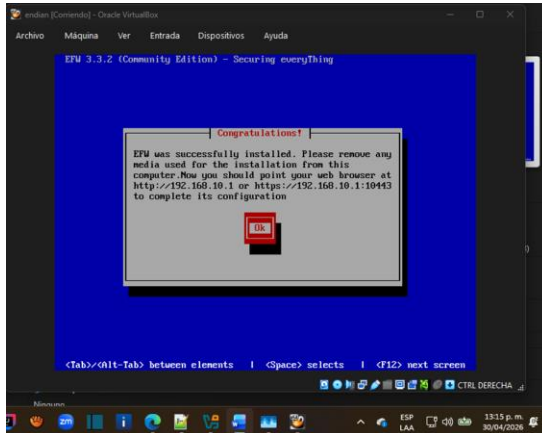 endian [Corriendo] - Oracle VirtualBox
Archivo Máquina Ver Entrada Dispositivos Ayuda
EFW 3.3.2 (Community Edition) - Securing everyThing
Congratulations!
EFW was successfully installed. Please remove any
media used for the installation from this
computer.Now you should point your web browser at
http://192.168.10.1 or https://192.168.10.1:10443
to complete its configuration
Ok
<Tab>/<Alt-Tab> between elements | <Space> selects | <F12> next screen
CTRL DERECHA
Ninguno
zm
ESP
LAA
13:15 p. m.
30/04/2026